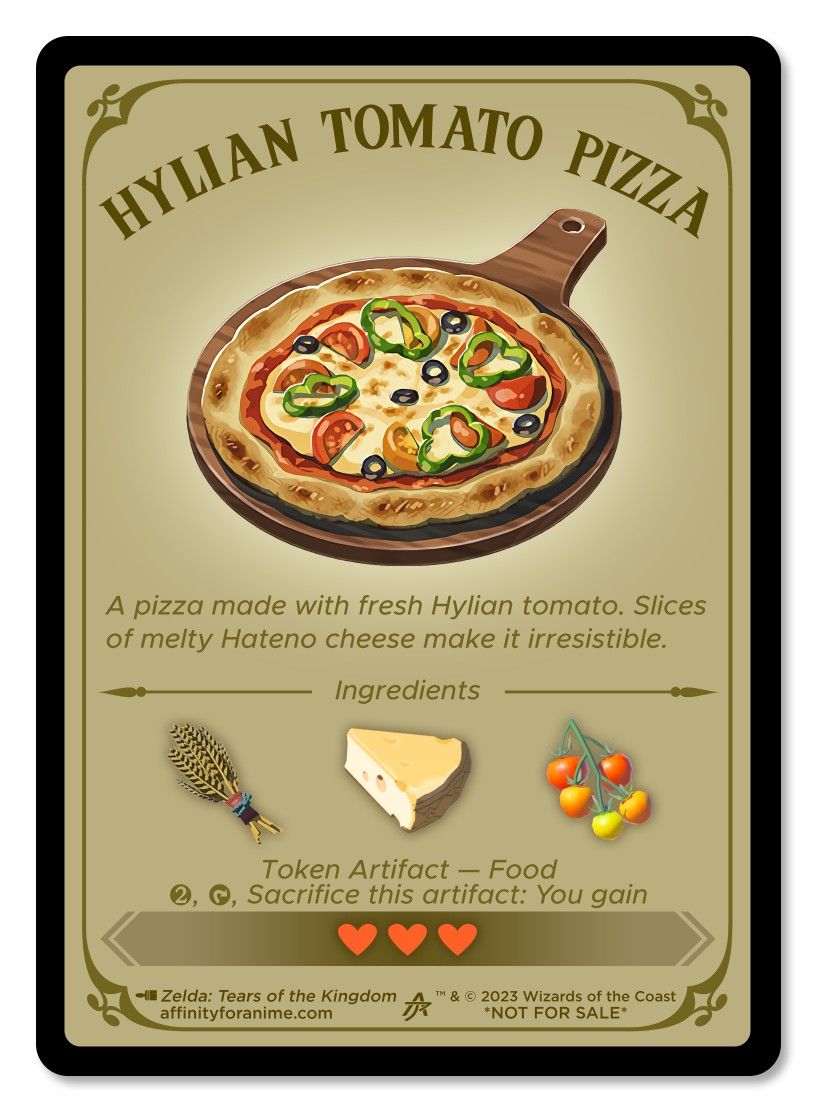 HYLIAN TOMATO PIZZA
A pizza made with fresh Hylian tomato. Slices
of melty Hateno cheese make it irresistible.
Ingredients
Token Artifact — Food
2, , Sacrifice this artifact: You gain
Zelda: Tears of the Kingdom
affinityforanime.com
™ & © 2023 Wizards of the Coast
*NOT FOR SALE*